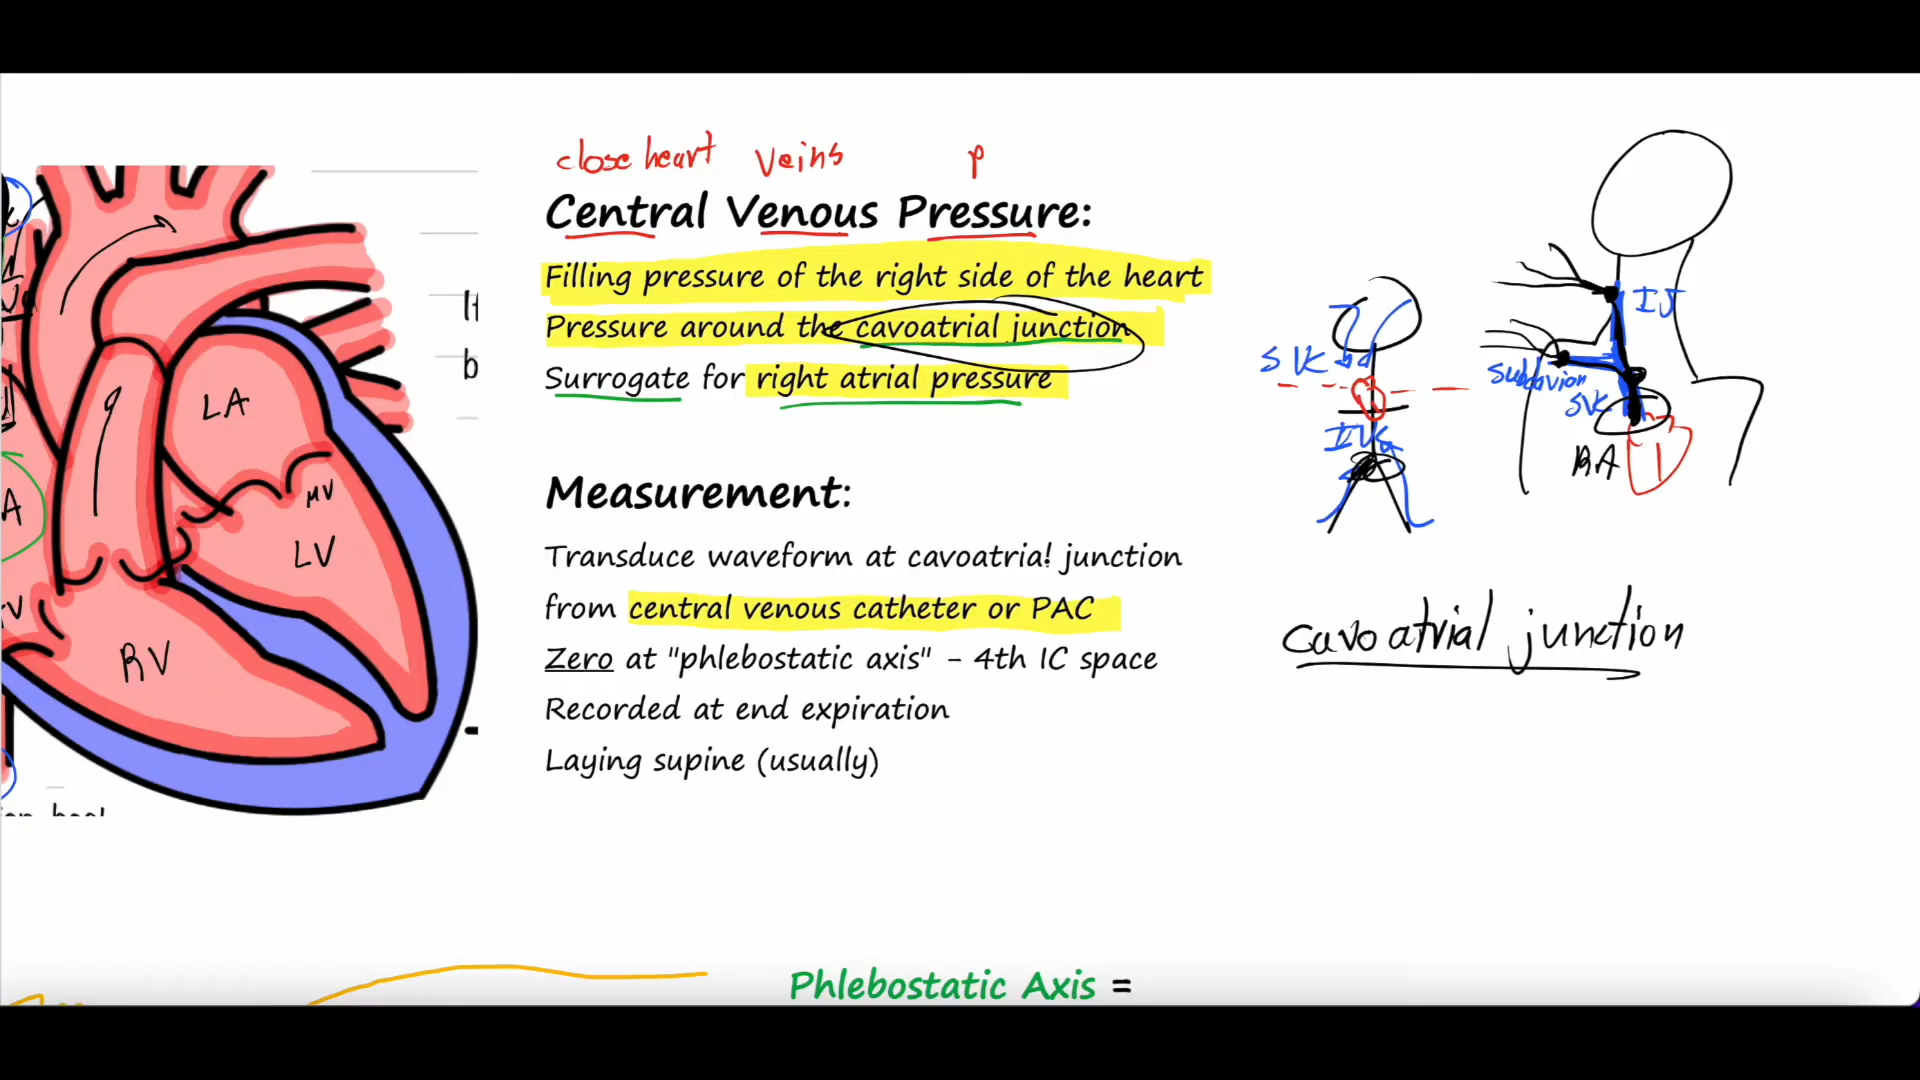 close heart veins p
Central Venous Pressure:
Filling pressure of the right side of the heart
Pressure around the cavoatrial junction
Surrogate for right atrial pressure
Measurement:
Transduce waveform at cavoatria! junction
from central venous catheter or PAC
Zero at "phlebostatic axis" - 4th IC space
Recorded at end expiration
Laying supine (usually)
LA
MV
LV
RV
IJ
SVC
Subclavion
SVC
IVC
RA
cavoatrial junction
Phlebostatic Axis =